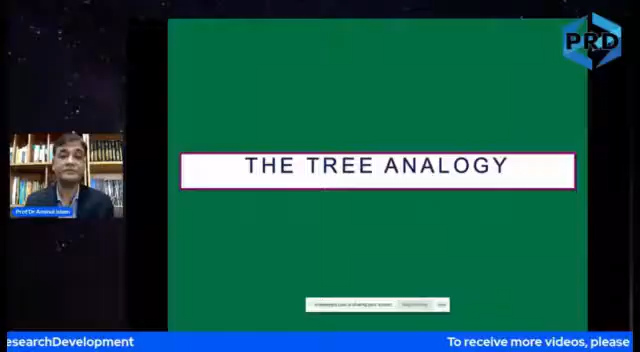 PRD
THE TREE ANALOGY
Prof Dr Aminul Islam
esearchDevelopment
To receive more videos, please